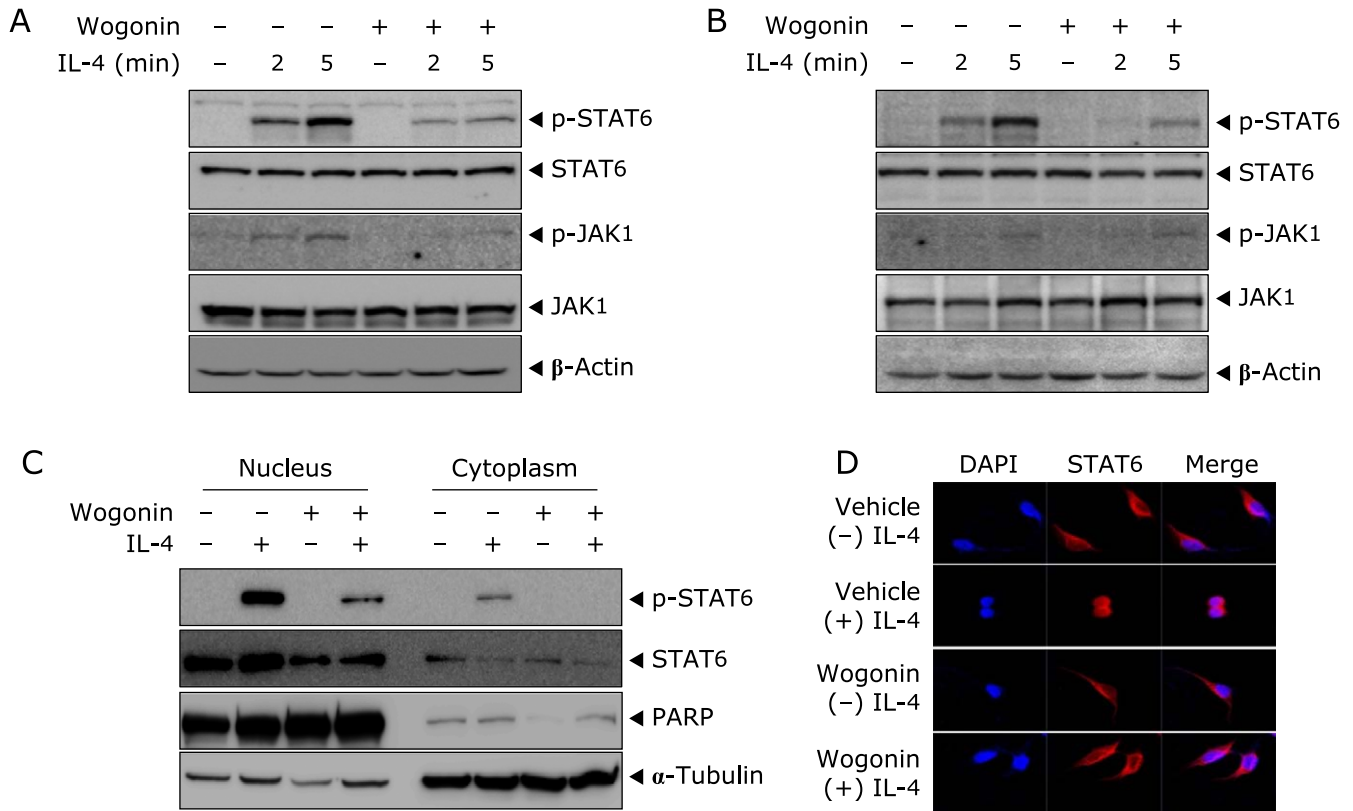 A
Wogonin – – – + + +
IL-4 (min) – 2 5 – 2 5
p-STAT6
STAT6
p-JAK1
JAK1
β-Actin
B
Wogonin – – – + + +
IL-4 (min) – 2 5 – 2 5
p-STAT6
STAT6
p-JAK1
JAK1
β-Actin
C
Nucleus Cytoplasm
Wogonin – – + + – – + +
IL-4 – + – + – + – +
p-STAT6
STAT6
PARP
α-Tubulin
D
DAPI STAT6 Merge
Vehicle
(–) IL-4
Vehicle
(+) IL-4
Wogonin
(–) IL-4
Wogonin
(+) IL-4